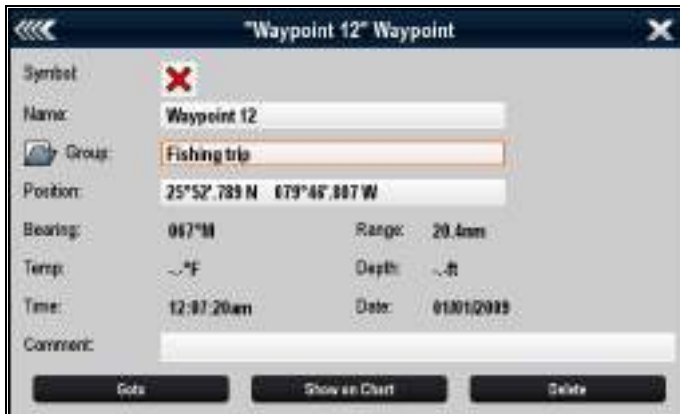 "Waypoint 12" Waypoint
Symbol:
Name: Waypoint 12
Group: Fishing trip
Position: 25°52'.789 N 079°46'.807 W
Bearing: 067°M Range: 20.4nm
Temp: -.-°F Depth: -.-ft
Time: 12:07:20am Date: 01/01/2009
Comment:
Goto Show on Chart Delete